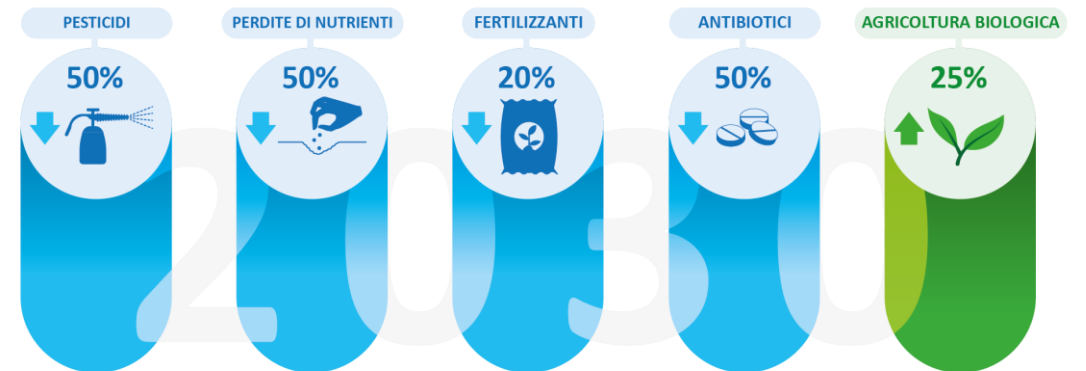 PESTICIDI
PERDITE DI NUTRIENTI
FERTILIZZANTI
ANTIBIOTICI
AGRICOLTURA BIOLOGICA
50%
50%
20%
50%
25%
2030